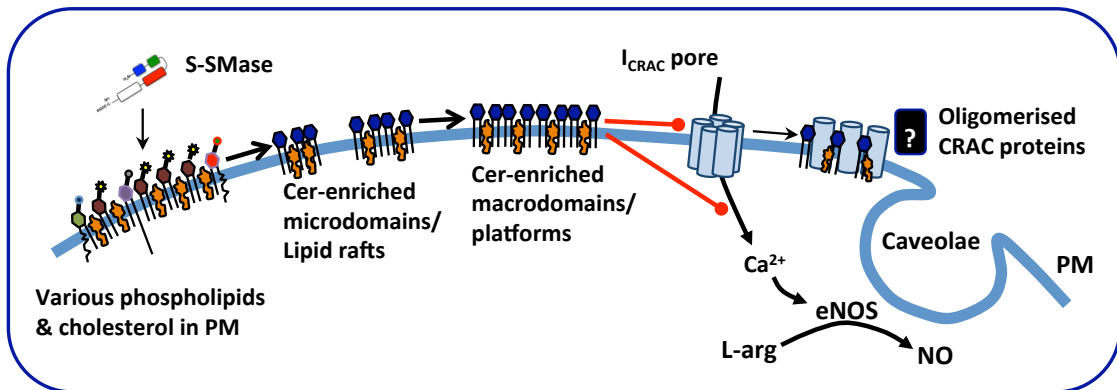 S-SMase
I_CRAC pore
?
Oligomerised
CRAC proteins
Cer-enriched
microdomains/
Lipid rafts
Cer-enriched
macrodomains/
platforms
Various phospholipids
& cholesterol in PM
Ca²⁺
Caveolae
PM
eNOS
L-arg
NO